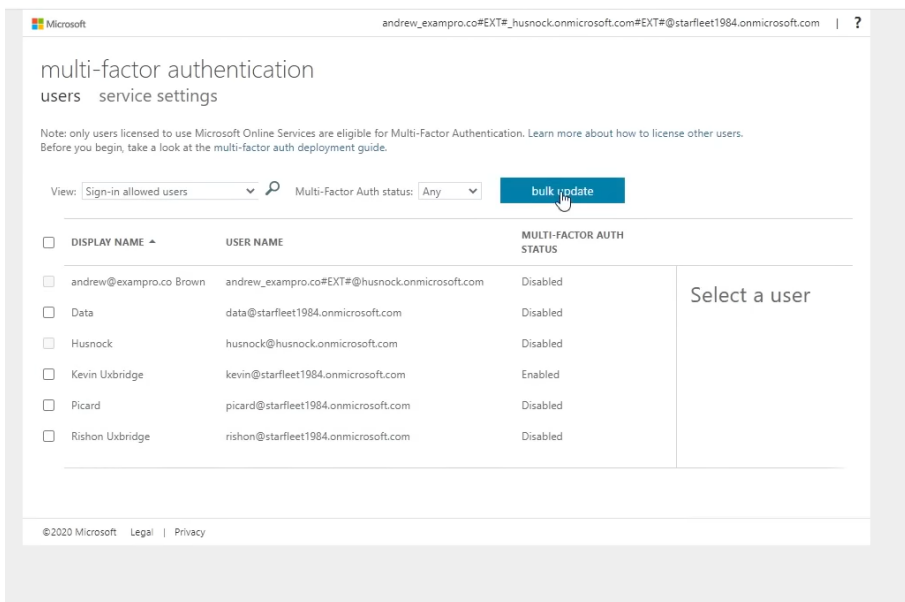 Microsoft
andrew_exampro.co#EXT#_husnock.onmicrosoft.com#EXT#@starfleet1984.onmicrosoft.com | ?
multi-factor authentication
users service settings
Note: only users licensed to use Microsoft Online Services are eligible for Multi-Factor Authentication. Learn more about how to license other users.
Before you begin, take a look at the multi-factor auth deployment guide.
View: Sign-in allowed users Multi-Factor Auth status: Any bulk update
DISPLAY NAME USER NAME MULTI-FACTOR AUTH
STATUS
andrew@exampro.co Brown andrew_exampro.co#EXT#@husnock.onmicrosoft.com Disabled
Select a user
Data data@starfleet1984.onmicrosoft.com Disabled
Husnock husnock@husnock.onmicrosoft.com Disabled
Kevin Uxbridge kevin@starfleet1984.onmicrosoft.com Enabled
Picard picard@starfleet1984.onmicrosoft.com Disabled
Rishon Uxbridge rishon@starfleet1984.onmicrosoft.com Disabled
©2020 Microsoft Legal | Privacy